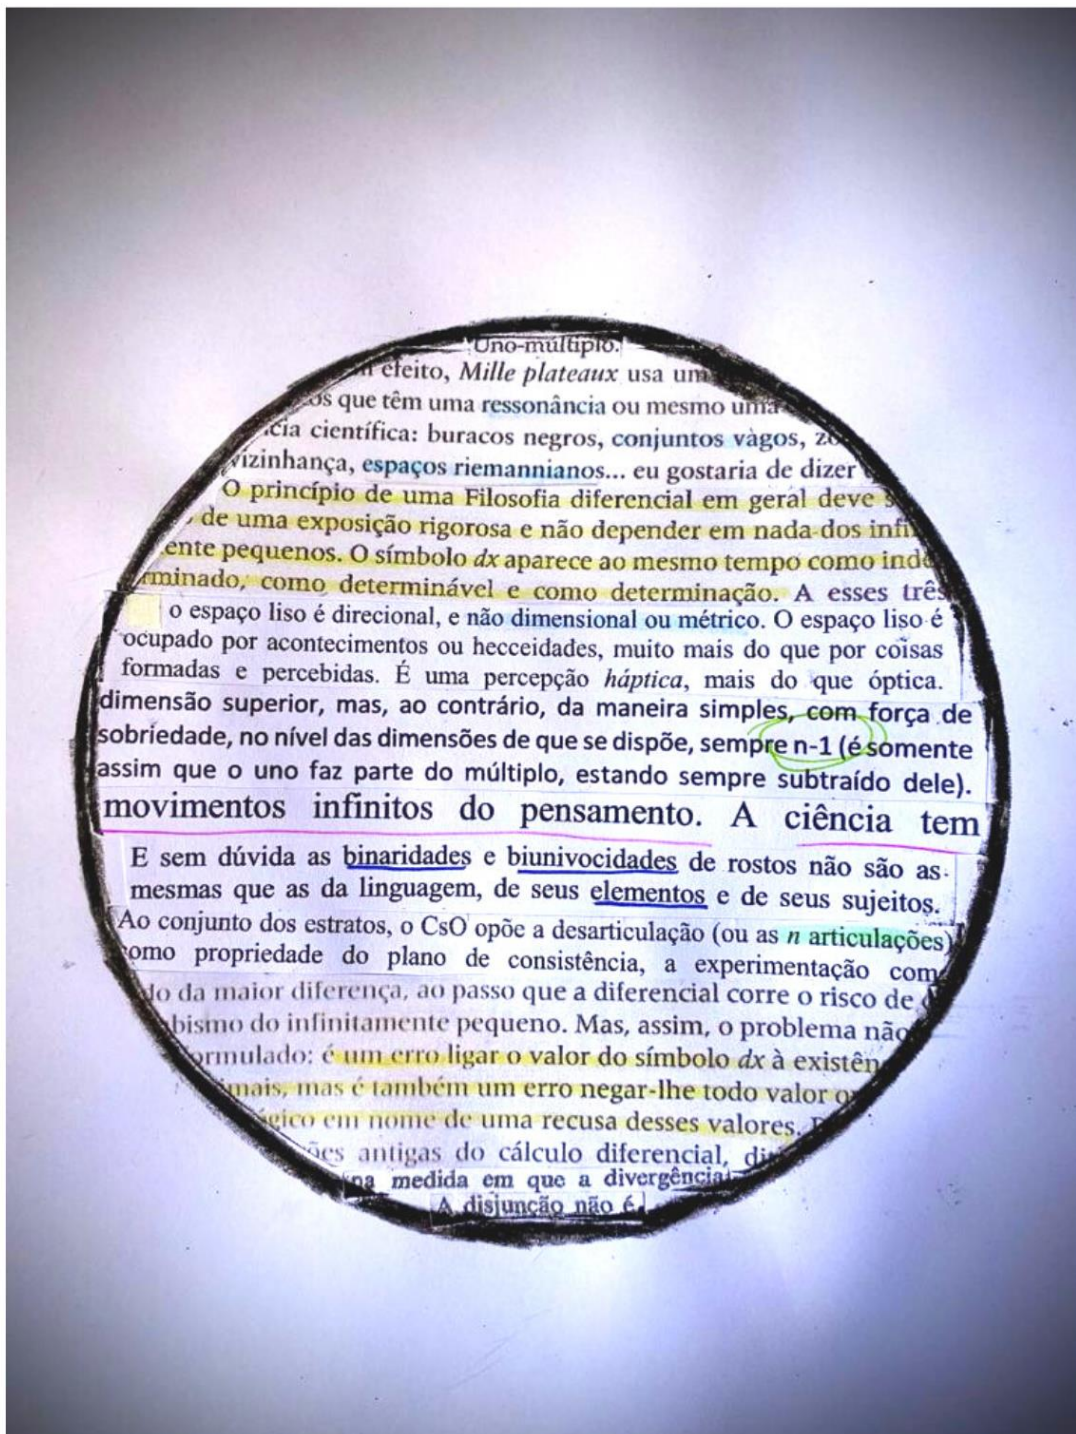 Uno-múltiplo.
efeito, Mille plateaux usa um
os que têm uma ressonância ou mesmo uma
cia científica: buracos negros, conjuntos vagos,
vizinhança, espaços riemannianos... eu gostaria de dizer
O princípio de uma Filosofia diferencial em geral deve s
de uma exposição rigorosa e não depender em nada dos infi
ente pequenos. O símbolo dx aparece ao mesmo tempo como inde
rminado, como determinável e como determinação. A esses três
o espaço liso é direcional, e não dimensional ou métrico. O espaço liso é
ocupado por acontecimentos ou hecceidades, muito mais do que por coisas
formadas e percebidas. É uma percepção háptica, mais do que óptica.
dimensão superior, mas, ao contrário, da maneira simples, com força de
sobriedade, no nível das dimensões de que se dispõe, sempre n-1 (é somente
assim que o uno faz parte do múltiplo, estando sempre subtraído dele).
movimentos infinitos do pensamento. A ciência tem
E sem dúvida as binaridades e biunivocidades de rostos não são as
mesmas que as da linguagem, de seus elementos e de seus sujeitos.
Ao conjunto dos estratos, o CsO opõe a desarticulação (ou as n articulações)
omo propriedade do plano de consistência, a experimentação com
do da maior diferença, ao passo que a diferencial corre o risco de
bismo do infinitamente pequeno. Mas, assim, o problema não
ormulado: é um erro ligar o valor do símbolo dx à existên
imais, mas é também um erro negar-lhe todo valor o
gico em nome de uma recusa desses valores.
ões antigas do cálculo diferencial, di
na medida em que a divergência
A disjunção não é